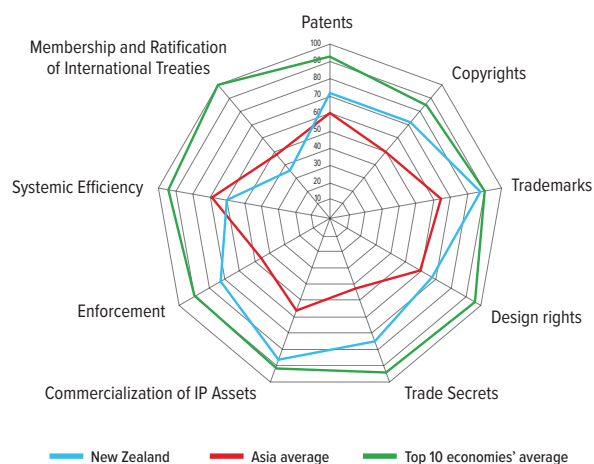 Patents
Membership and Ratification
of International Treaties
Copyrights
100
90
80
70
60
50
40
30
20
10
Systemic Efficiency
Trademarks
Enforcement
Design rights
Commercialization of IP Assets
Trade Secrets
New Zealand
Asia average
Top 10 economies' average